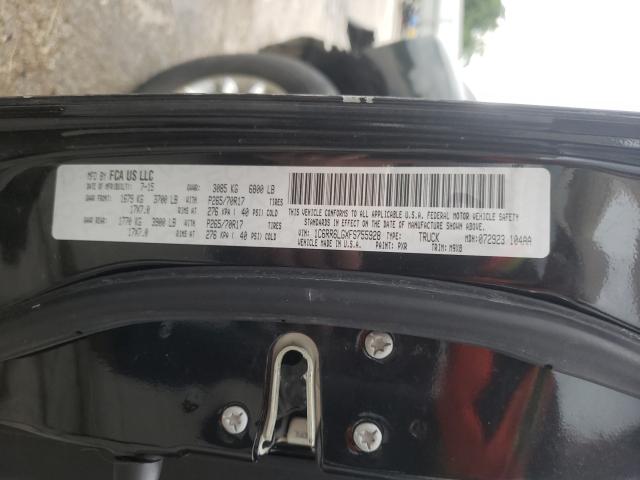 MFD BY FCA US LLC
DATE OF MFR(BUILT): 7-15 GVWR: 3085 KG 6800 LB
GAWR FRONT: 1679 KG 3700 LB WITH P265/70R17 TIRES
17X7.0 RIMS AT 276 KPA ( 40 PSI) COLD
GAWR REAR: 1770 KG 3900 LB WITH P265/70R17 TIRES
17X7.0 RIMS AT 276 KPA ( 40 PSI) COLD
THIS VEHICLE CONFORMS TO ALL APPLICABLE U.S.A. FEDERAL MOTOR VEHICLE SAFETY
STANDARDS IN EFFECT ON THE DATE OF MANUFACTURE SHOWN ABOVE.
VIN: 1C6RR6LGXFS755928 TYPE: TRUCK MDH:072923 104AA
VEHICLE MADE IN U.S.A. PAINT: PXR TRIM: M9X8